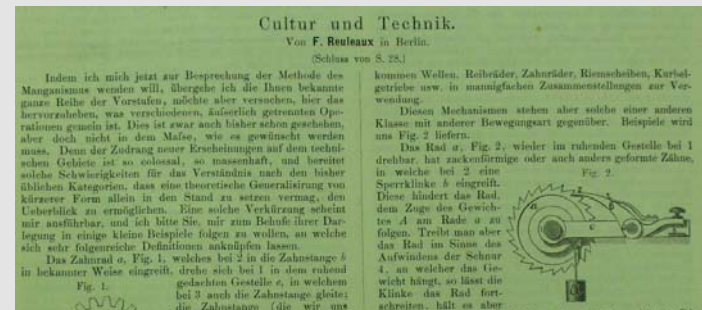 Cultur und Technik.
Von F. Reuleaux in Berlin.
(Schluss von S. 28.)
Indem ich mich jetzt zur Besprechung der Methode des
Manganismus wenden will, übergehe ich die Ihnen bekannte
ganze Reihe der Vorstufen, möchte aber versuchen, hier das
hervorzuheben, was verschiedenen, äußerlich getrennten Ope-
rationen gemein ist. Dies ist zwar auch bisher schon geschehen,
aber doch nicht in dem Maße, wie es gewünscht werden
muss. Denn der Zudrang neuer Erscheinungen auf dem techni-
schen Gebiete ist so colossal, so massenhaft, und bereitet
solche Schwierigkeiten für das Verständnis nach den bisher
üblichen Kategorien, dass eine theoretische Generalisirung von
kürzerer Form allein in den Stand zu setzen vermag, den
Ueberblick zu ermöglichen. Eine solche Verkürzung scheint
mir ausführbar, und ich bitte Sie, mir zum Behufe ihrer Dar-
legung in einige kleine Beispiele folgen zu wollen, an welche
sich sehr folgenreiche Definitionen anknüpfen lassen.
Das Zahnrad a, Fig. 1, welches bei 2 in die Zahnstange b
in bekannter Weise eingreift, drehe sich bei 1 in dem ruhend
gedachten Gestelle c, in welchem
bei 3 auch die Zahnstange gleite;
die Zahnstange (die wir uns
Fig. 1.
kommen Wellen, Reibräder, Zahnräder, Riemscheiben, Kurbel-
getriebe usw. in mannigfachen Zusammenstellungen zur Ver-
wendung.
Diesen Mechanismen stehen aber solche einer anderen
Klasse mit anderer Bewegungsart gegenüber. Beispiele wird
uns Fig. 2 liefern.
Das Rad a, Fig. 2, wieder im ruhenden Gestelle bei 1
drehbar, hat zackenförmige oder auch anders geformte Zähne,
in welche bei 2 eine
Sperrklinke b eingreift.
Diese hindert das Rad,
dem Zuge des Gewich-
tes A am Rade a zu
folgen. Treibt man aber
das Rad im Sinne des
Aufwindens der Schnur
4, an welcher das Ge-
wicht hängt, so lässt die
Klinke das Rad fort-
schreiten, hält es aber
Fig. 2.